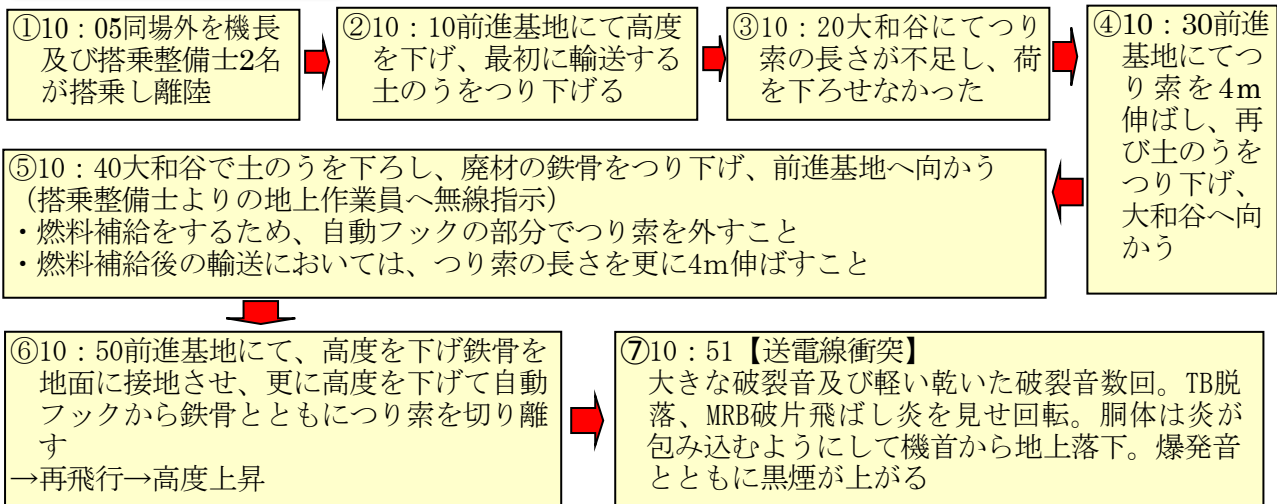 ①10：05同場外を機長
及び搭乗整備士2名
が搭乗し離陸
②10：10前進基地にて高度
を下げ、最初に輸送する
土のうをつり下げる
③10：20大和谷にてつり
索の長さが不足し、荷
を下ろせなかった
④10：30前進
基地にてつ
り索を4m
伸ばし、再
び土のうを
つり下げ、
大和谷へ向
かう
⑤10：40大和谷で土のうを下ろし、廃材の鉄骨をつり下げ、前進基地へ向かう
（搭乗整備士よりの地上作業員へ無線指示）
・燃料補給をするため、自動フックの部分でつり索を外すこと
・燃料補給後の輸送においては、つり索の長さを更に4m伸ばすこと
⑥10：50前進基地にて、高度を下げ鉄骨を
地面に接地させ、更に高度を下げて自動
フックから鉄骨とともにつり索を切り離
す
→再飛行→高度上昇
⑦10：51【送電線衝突】
大きな破裂音及び軽い乾いた破裂音数回。TB脱
落、MRB破片飛ばし炎を見せ回転。胴体は炎が
包み込むようにして機首から地上落下。爆発音
とともに黒煙が上がる